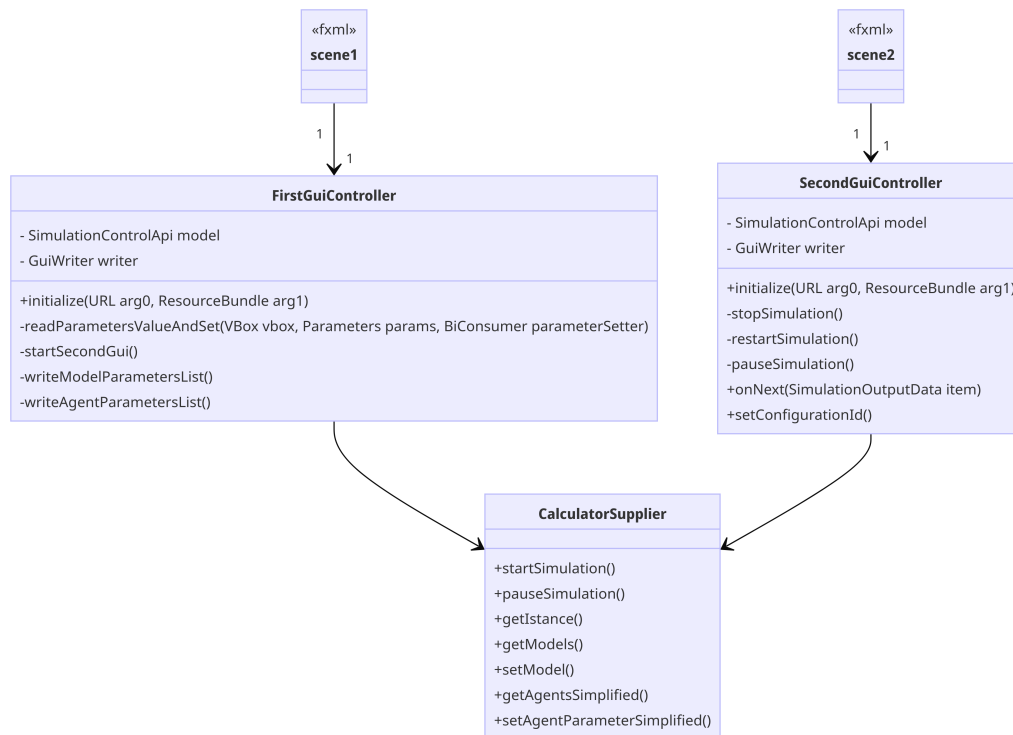 «fxml»
scene1
1
1
FirstGuiController
- SimulationControlApi model
- GuiWriter writer
+initialize(URL arg0, ResourceBundle arg1)
-readParametersValueAndSet(VBox vbox, Parameters params, BiConsumer parameterSetter)
-startSecondGui()
-writeModelParametersList()
-writeAgentParametersList()
«fxml»
scene2
1
1
SecondGuiController
- SimulationControlApi model
- GuiWriter writer
+initialize(URL arg0, ResourceBundle arg1)
-stopSimulation()
-restartSimulation()
-pauseSimulation()
+onNext(SimulationOutputData item)
+setConfigurationId()
CalculatorSupplier
+startSimulation()
+pauseSimulation()
+getIstance()
+getModels()
+setModel()
+getAgentsSimplified()
+setAgentParameterSimplified()